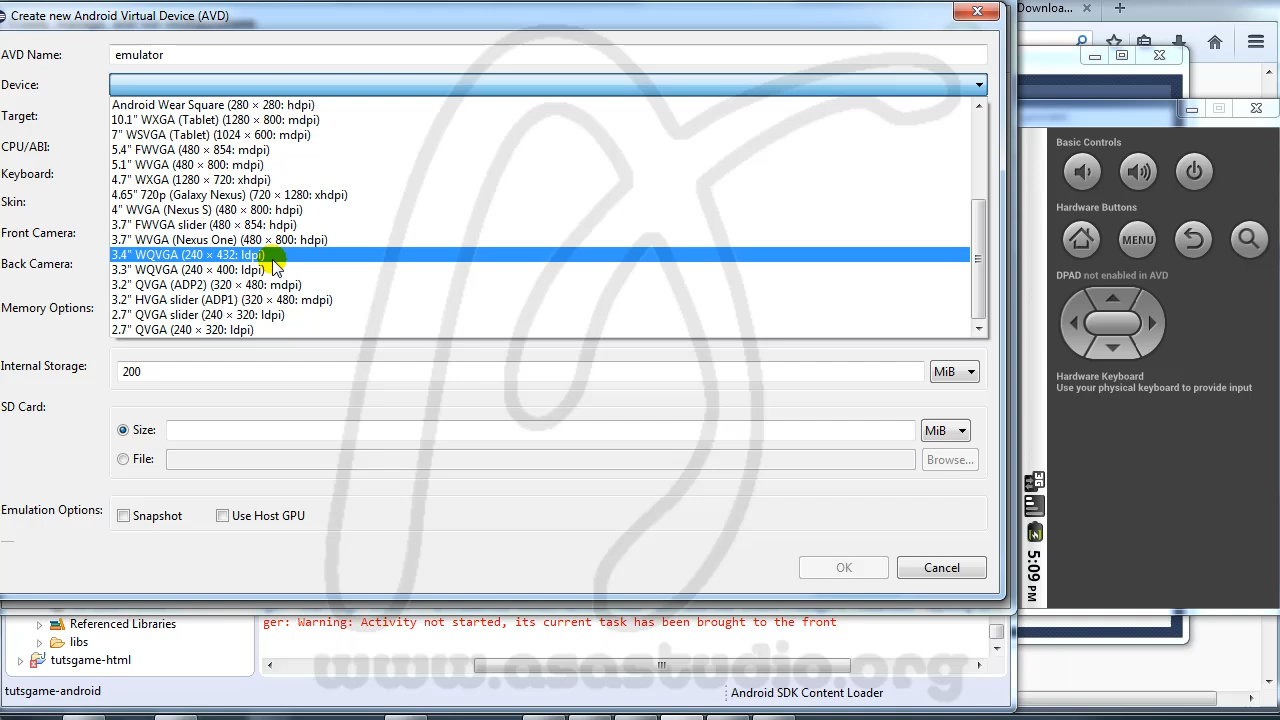 Create new Android Virtual Device (AVD)
Downloa...
AVD Name:
emulator
Device:
Android Wear Square (280 × 280: hdpi)
10.1" WXGA (Tablet) (1280 × 800: mdpi)
7" WSVGA (Tablet) (1024 × 600: mdpi)
5.4" FWVGA (480 × 854: mdpi)
5.1" WVGA (480 × 800: mdpi)
4.7" WXGA (1280 × 720: xhdpi)
4.65" 720p (Galaxy Nexus) (720 × 1280: xhdpi)
4" WVGA (Nexus S) (480 × 800: hdpi)
3.7" FWVGA slider (480 × 854: hdpi)
3.7" WVGA (Nexus One) (480 × 800: hdpi)
3.4" WQVGA (240 × 432: ldpi)
3.3" WQVGA (240 × 400: ldpi)
3.2" QVGA (ADP2) (320 × 480: mdpi)
3.2" HVGA slider (ADP1) (320 × 480: mdpi)
2.7" QVGA slider (240 × 320: ldpi)
2.7" QVGA (240 × 320: ldpi)
Target:
CPU/ABI:
Keyboard:
Skin:
Front Camera:
Back Camera:
Memory Options:
Internal Storage:
200
MiB
SD Card:
Size:
MiB
File:
Browse...
Emulation Options:
Snapshot
Use Host GPU
OK
Cancel
Basic Controls
Hardware Buttons
MENU
DPAD not enabled in AVD
Hardware Keyboard
Use your physical keyboard to provide input
3G
5:09 PM
Referenced Libraries
libs
tutsgame-html
ger: Warning: Activity not started, its current task has been brought to the front
www.asastudio.org
tutsgame-android
Android SDK Content Loader